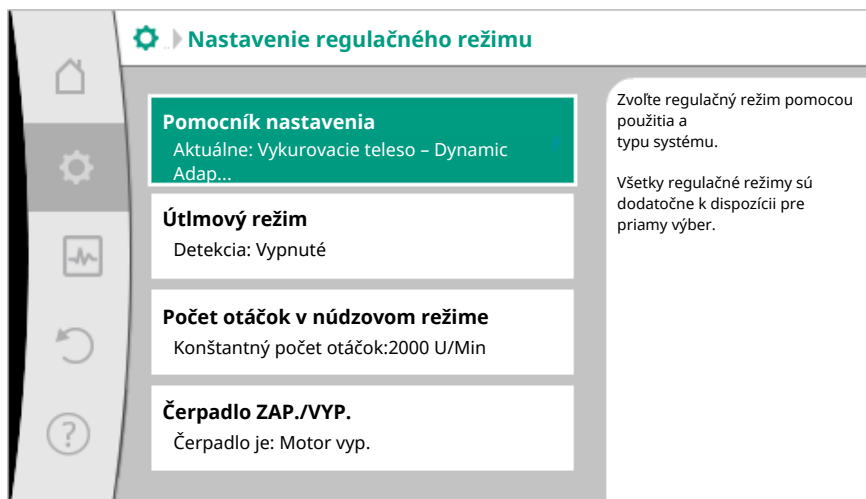 Nastavenie regulačného režimu
Pomocník nastavenia
Aktuálne: Vykurovacie teleso – Dynamic
Adap...
Útlmový režim
Detekcia: Vypnuté
Počet otáčok v núdzovom režime
Konštantný počet otáčok:2000 U/Min
Čerpadlo ZAP./VYP.
Čerpadlo je: Motor vyp.
Zvoľte regulačný režim pomocou
použitia a
typu systému.
Všetky regulačné režimy sú
dodatočne k dispozícii pre
priamy výber.